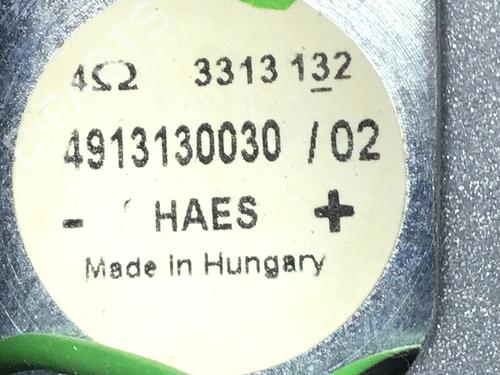 4Ω 3313 132
4913130030 /02
- HAES +
Made in Hungary